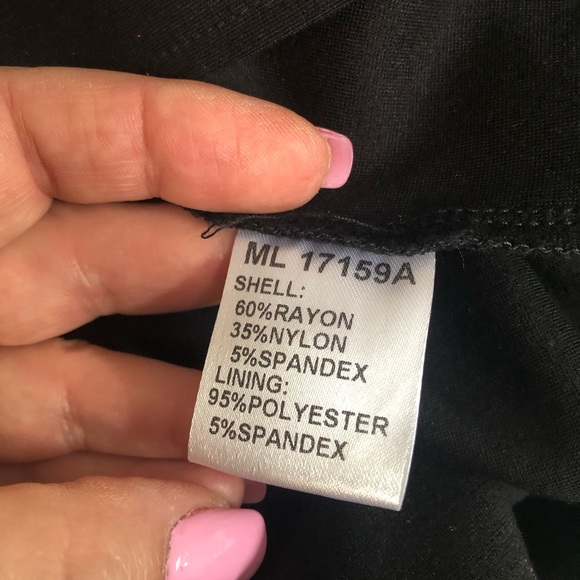 ML 17159A
SHELL:
60%RAYON
35%NYLON
5%SPANDEX
LINING:
95%POLYESTER
5%SPANDEX